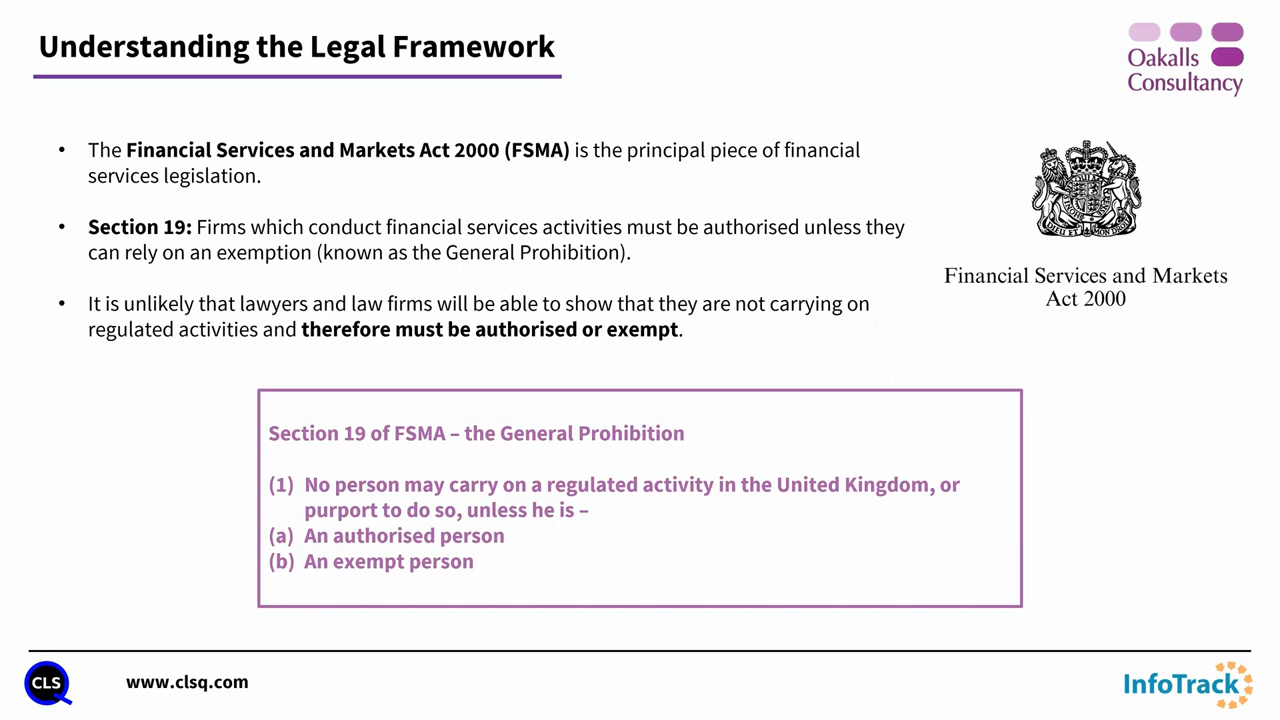 Understanding the Legal Framework
Oakalls
Consultancy
• The Financial Services and Markets Act 2000 (FSMA) is the principal piece of financial
services legislation.
• Section 19: Firms which conduct financial services activities must be authorised unless they
can rely on an exemption (known as the General Prohibition).
• It is unlikely that lawyers and law firms will be able to show that they are not carrying on
regulated activities and therefore must be authorised or exempt.
DIEU ET MON DROIT
Financial Services and Markets
Act 2000
Section 19 of FSMA – the General Prohibition
(1) No person may carry on a regulated activity in the United Kingdom, or
purport to do so, unless he is –
(a) An authorised person
(b) An exempt person
CLS
www.clsq.com
InfoTrack